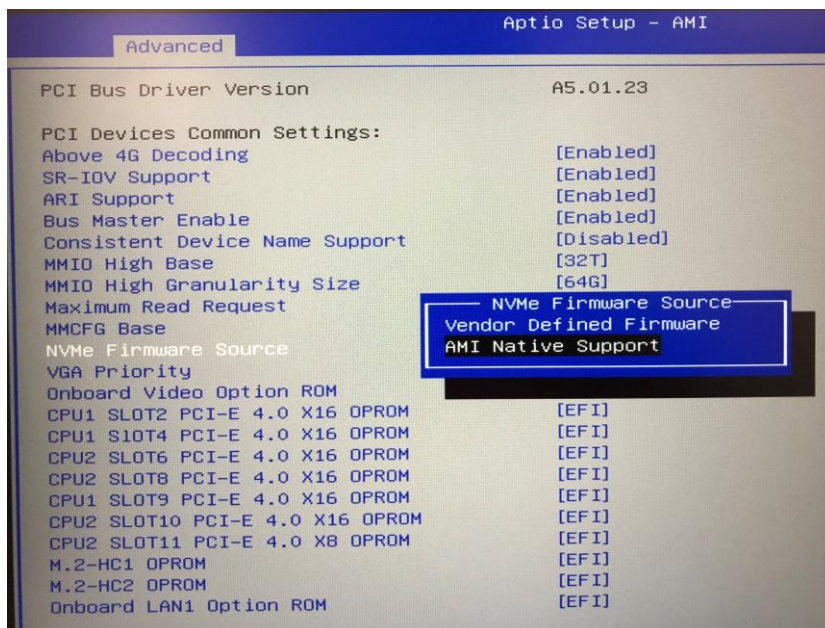 Aptio Setup – AMI
Advanced
PCI Bus Driver Version A5.01.23
PCI Devices Common Settings:
Above 4G Decoding [Enabled]
SR-IOV Support [Enabled]
ARI Support [Enabled]
Bus Master Enable [Enabled]
Consistent Device Name Support [Disabled]
MMIO High Base [32T]
MMIO High Granularity Size [64G]
Maximum Read Request
MMCFG Base
NVMe Firmware Source
VGA Priority
Onboard Video Option ROM
NVMe Firmware Source
Vendor Defined Firmware
AMI Native Support
CPU1 SLOT2 PCI-E 4.0 X16 OPROM [EFI]
CPU1 SlOT4 PCI-E 4.0 X16 OPROM [EFI]
CPU2 SLOT6 PCI-E 4.0 X16 OPROM [EFI]
CPU2 SLOT8 PCI-E 4.0 X16 OPROM [EFI]
CPU1 SLOT9 PCI-E 4.0 X16 OPROM [EFI]
CPU2 SLOT10 PCI-E 4.0 X16 OPROM [EFI]
CPU2 SLOT11 PCI-E 4.0 X8 OPROM [EFI]
M.2-HC1 OPROM [EFI]
M.2-HC2 OPROM [EFI]
Onboard LAN1 Option ROM [EFI]